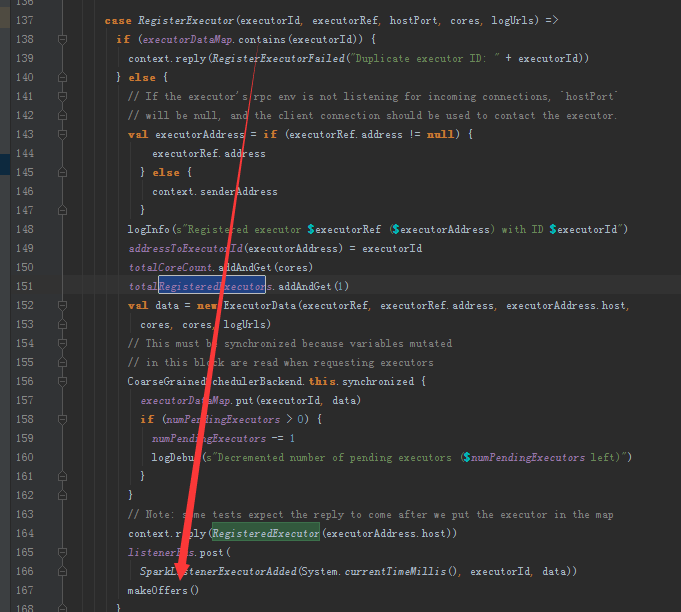 136
137 case RegisterExecutor(executorId, executorRef, hostPort, cores, logUrls) =>
138 if (executorDataMap.contains(executorId)) {
139 context.reply(RegisterExecutorFailed("Duplicate executor ID: " + executorId))
140 } else {
141 // If the executor's rpc env is not listening for incoming connections, `hostPort`
142 // will be null, and the client connection should be used to contact the executor.
143 val executorAddress = if (executorRef.address != null) {
144 executorRef.address
145 } else {
146 context.senderAddress
147 }
148 logInfo(s"Registered executor $executorRef ($executorAddress) with ID $executorId")
149 addressToExecutorId(executorAddress) = executorId
150 totalCoreCount.addAndGet(cores)
151 totalRegisteredExecutors.addAndGet(1)
152 val data = new ExecutorData(executorRef, executorRef.address, executorAddress.host,
153 cores, cores, logUrls)
154 // This must be synchronized because variables mutated
155 // in this block are read when requesting executors
156 CoarseGrainedSchedulerBackend.this.synchronized {
157 executorDataMap.put(executorId, data)
158 if (numPendingExecutors > 0) {
159 numPendingExecutors -= 1
160 logDebug(s"Decremented number of pending executors ($numPendingExecutors left)")
161 }
162 }
163 // Note: some tests expect the reply to come after we put the executor in the map
164 context.reply(RegisteredExecutor(executorAddress.host))
165 listenerBus.post(
166 SparkListenerExecutorAdded(System.currentTimeMillis(), executorId, data))
167 makeOffers()
168 }